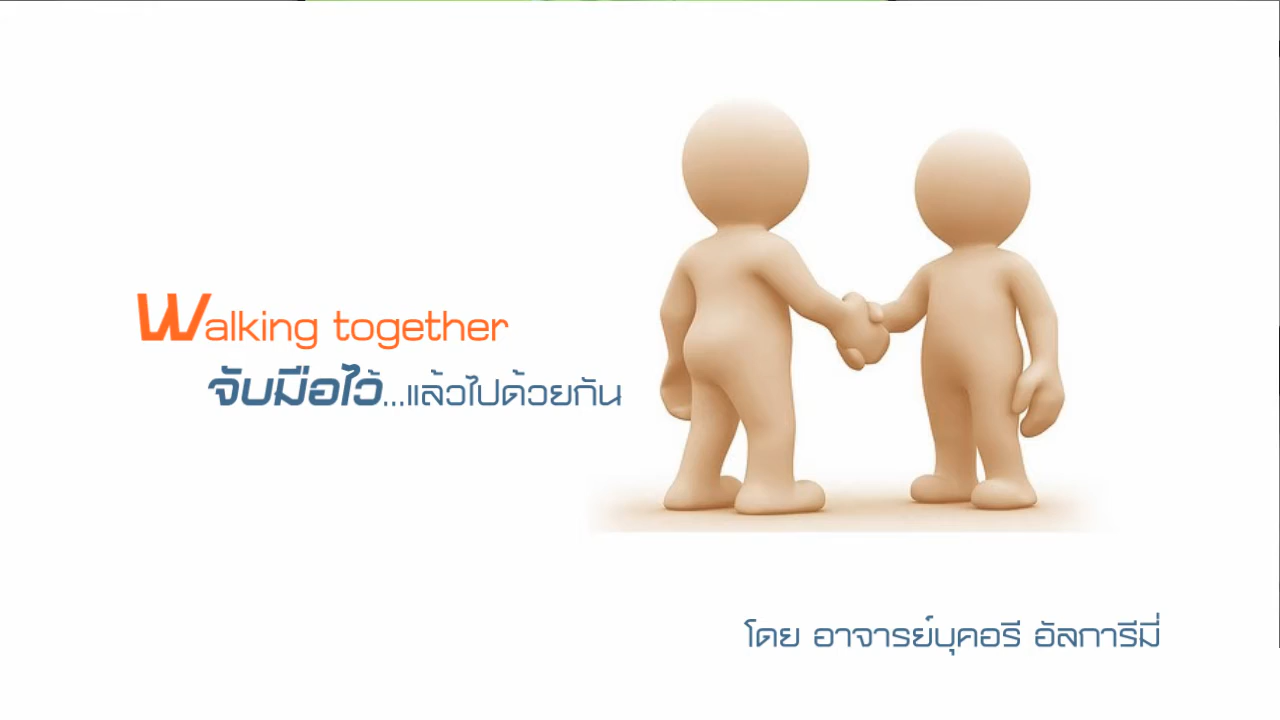 Walking together
จับมือไว้...แล้วไปด้วยกัน
โดย อาจารย์บุคอรี อัลการีมี่